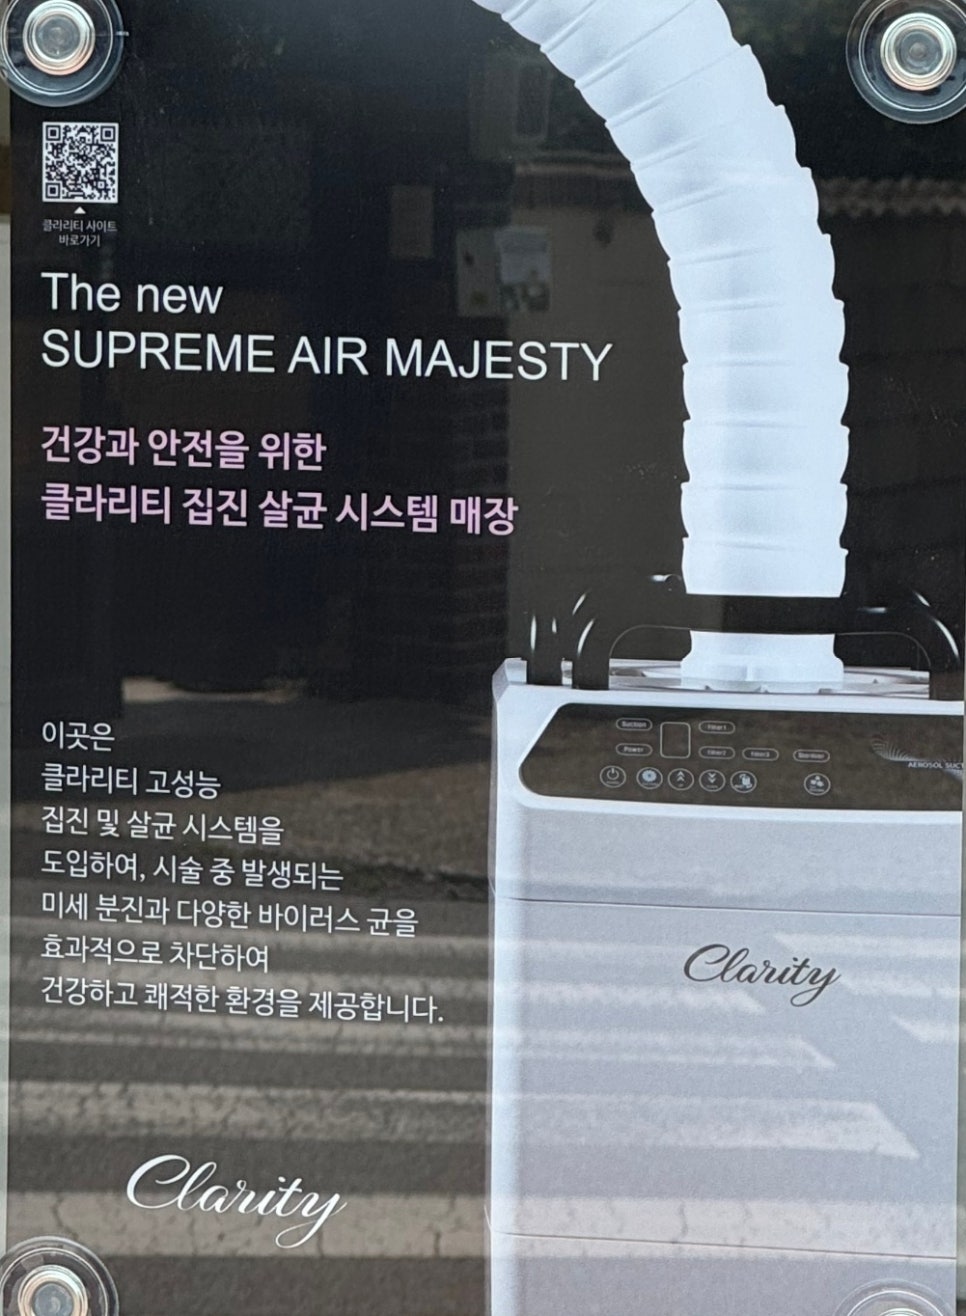 클라리티 사이트
바로가기
The new
SUPREME AIR MAJESTY
건강과 안전을 위한
클라리티 집진 살균 시스템 매장
이곳은
클라리티 고성능
집진 및 살균 시스템을
도입하여, 시술 중 발생되는
미세 분진과 다양한 바이러스 균을
효과적으로 차단하여
건강하고 쾌적한 환경을 제공합니다.
Clarity
Suction
Filter1
Power
Filter2
Filter3
AEROSOL SUCT
Clarity